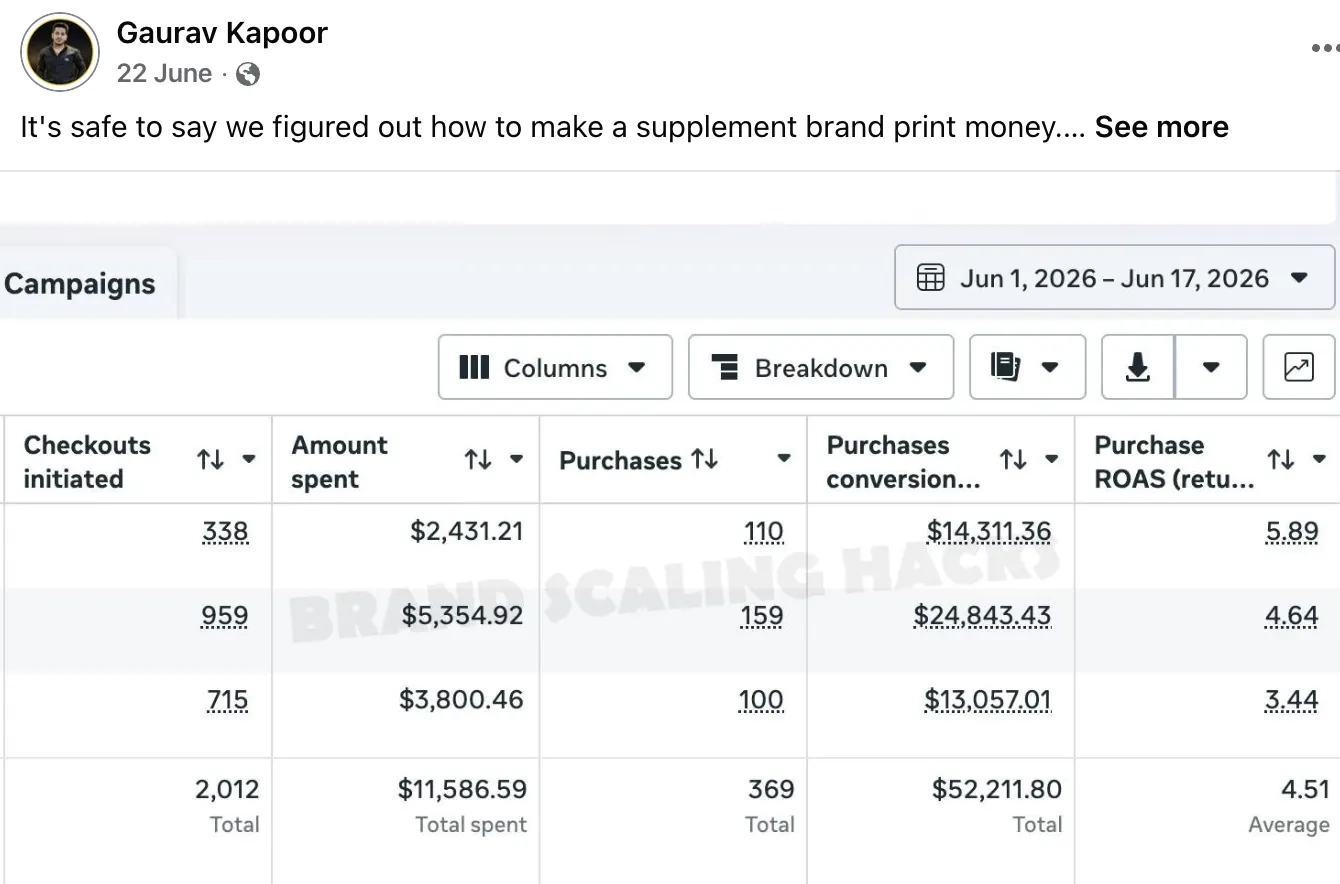 Gaurav Kapoor
22 June ·
It's safe to say we figured out how to make a supplement brand print money.... See more
Campaigns
Jun 1, 2026 – Jun 17, 2026
Columns
Breakdown
Checkouts initiated
Amount spent
Purchases
Purchases conversion...
Purchase ROAS (retu...
338 $2,431.21 110 $14,311.36 5.89
959 $5,354.92 159 $24,843.43 4.64
715 $3,800.46 100 $13,057.01 3.44
2,012 $11,586.59 369 $52,211.80 4.51
Total Total spent Total Total Average
BRAND SCALING HACKS